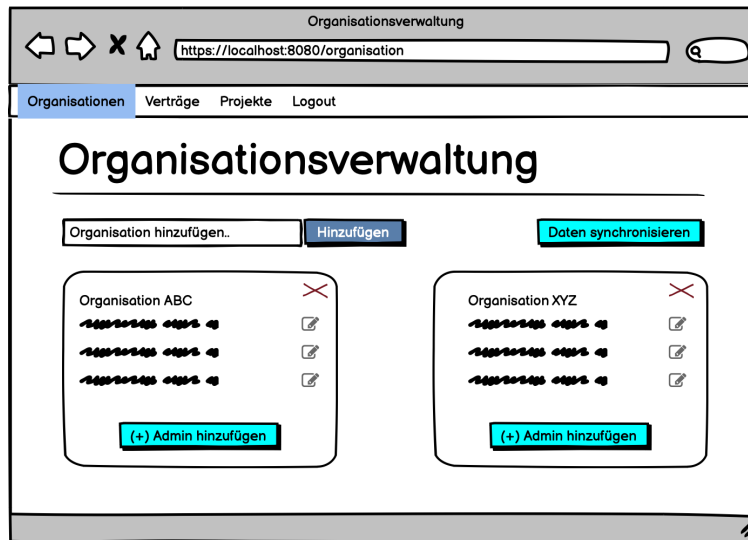 Organisationsverwaltung
https://localhost:8080/organisation
Organisationen Verträge Projekte Logout
Organisationsverwaltung
Organisation hinzufügen.. Hinzufügen Daten synchronisieren
Organisation ABC Organisation XYZ
(+) Admin hinzufügen (+) Admin hinzufügen